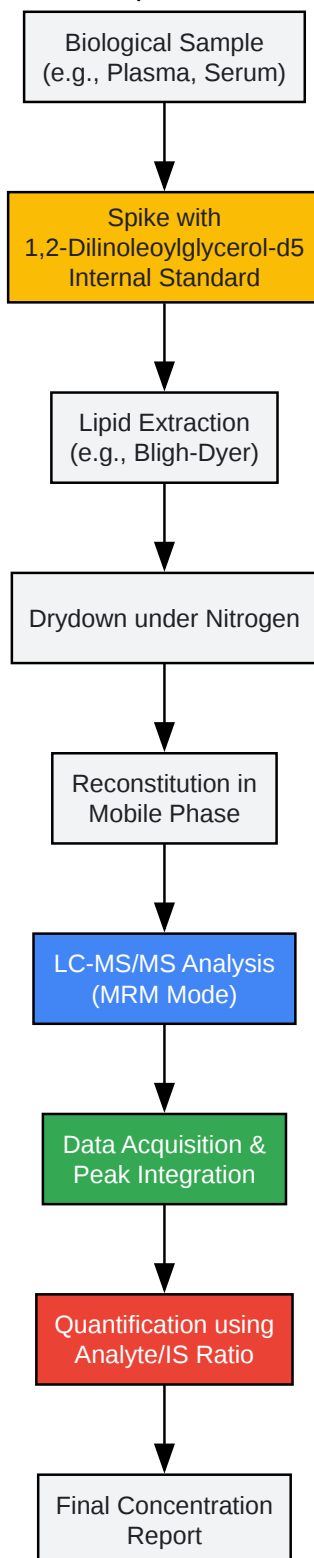 Biological Sample
(e.g., Plasma, Serum)
Spike with
1,2-Dilinoleoylglycerol-d5
Internal Standard
Lipid Extraction
(e.g., Bligh-Dyer)
Drydown under Nitrogen
Reconstitution in
Mobile Phase
LC-MS/MS Analysis
(MRM Mode)
Data Acquisition &
Peak Integration
Quantification using
Analyte/IS Ratio
Final Concentration
Report